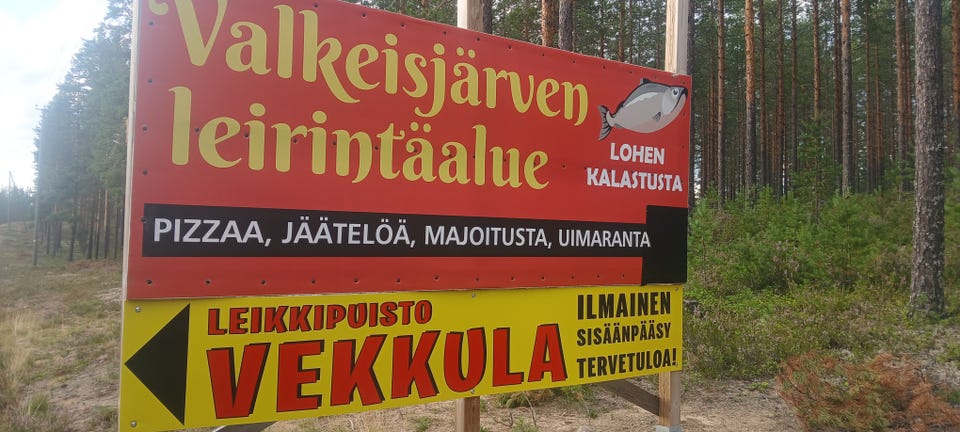 Valkeisjärven
leirintäalue
LOHEN
KALASTUSTA
PIZZAA, JÄÄTELÖÄ, MAJOITUSTA, UIMARANTA
LEIKKIPUISTO
VEKKULA
ILMAINEN
SISÄÄNPÄÄSY
TERVETULOA!